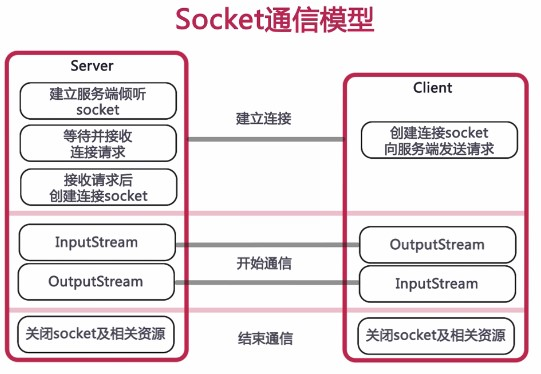 Socket通信模型
Server
建立服务端倾听
socket
等待并接收
连接请求
接收请求后
创建连接socket
建立连接
Client
创建连接socket
向服务端发送请求
InputStream
OutputStream
开始通信
OutputStream
InputStream
关闭socket及相关资源
结束通信
关闭socket及相关资源